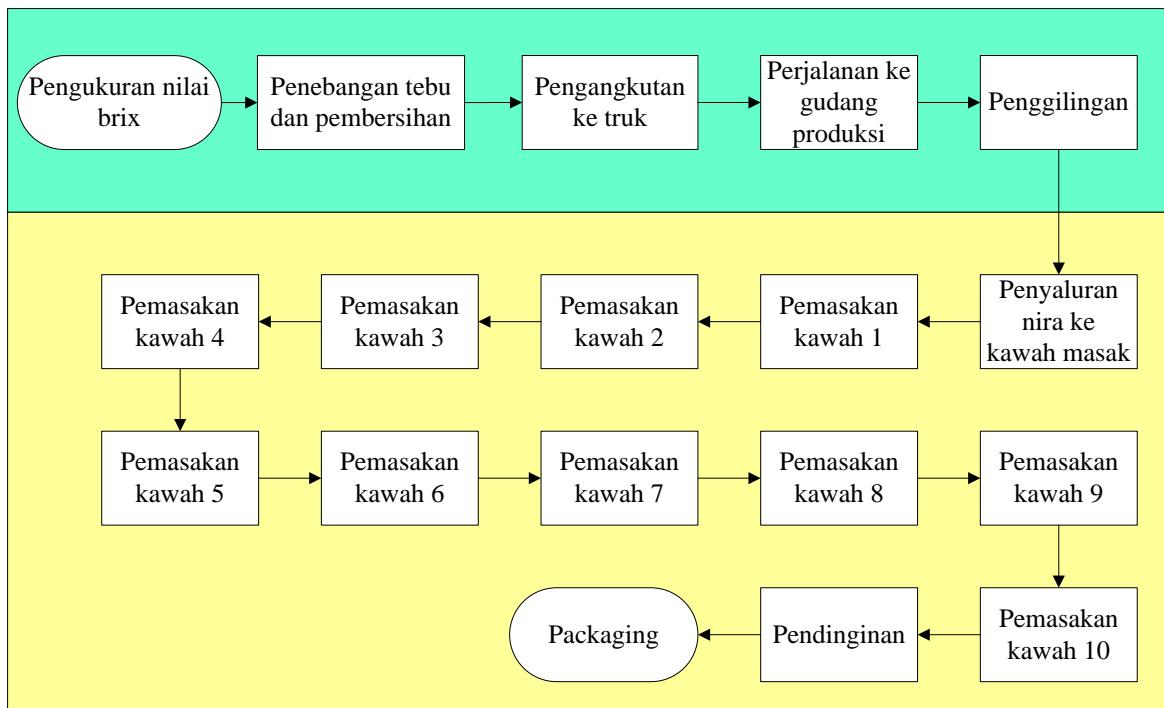 Pengukuran nilai
brix
Penebangan tebu
dan pembersihan
Pengangkutan
ke truk
Perjalanan ke
gudang
produksi
Penggilingan
Penyaluran
nira ke
kawah masak
Pemasakan
kawah 1
Pemasakan
kawah 2
Pemasakan
kawah 3
Pemasakan
kawah 4
Pemasakan
kawah 5
Pemasakan
kawah 6
Pemasakan
kawah 7
Pemasakan
kawah 8
Pemasakan
kawah 9
Pemasakan
kawah 10
Pendinginan
Packaging